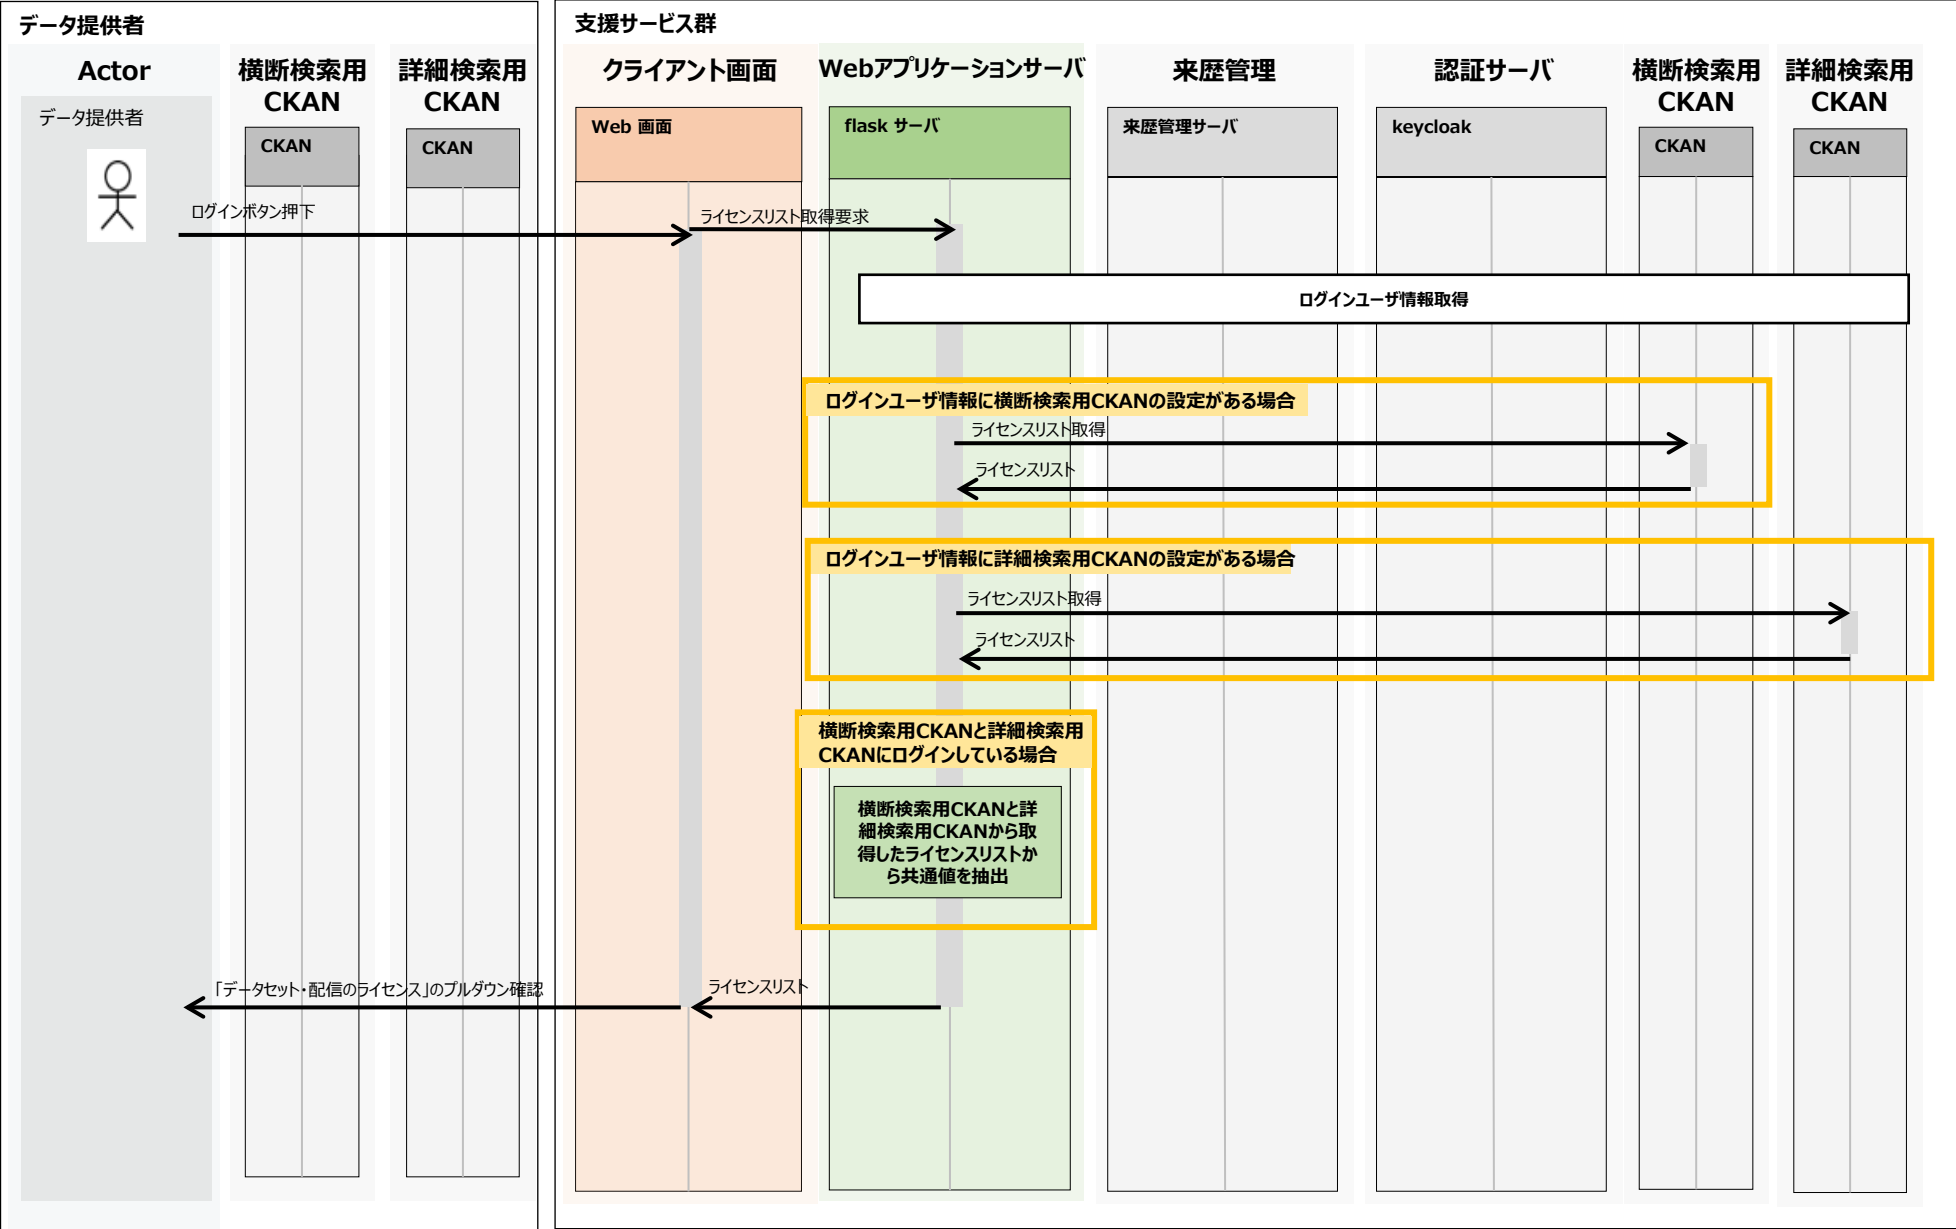 データ提供者
支援サービス群
Actor
横断検索用
CKAN
詳細検索用
CKAN
クライアント画面
Webアプリケーションサーバ
来歴管理
認証サーバ
横断検索用
CKAN
詳細検索用
CKAN
データ提供者
CKAN
CKAN
Web 画面
flask サーバ
来歴管理サーバ
keycloak
CKAN
CKAN
ログインボタン押下
ライセンスリスト取得要求
ログインユーザ情報取得
ログインユーザ情報に横断検索用CKANの設定がある場合
ライセンスリスト取得
ライセンスリスト
ログインユーザ情報に詳細検索用CKANの設定がある場合
ライセンスリスト取得
ライセンスリスト
横断検索用CKANと詳細検索用
CKANにログインしている場合
横断検索用CKANと詳
細検索用CKANから取
得したライセンスリストか
ら共通値を抽出
「データセット・配信のライセンス」のプルダウン確認
ライセンスリスト